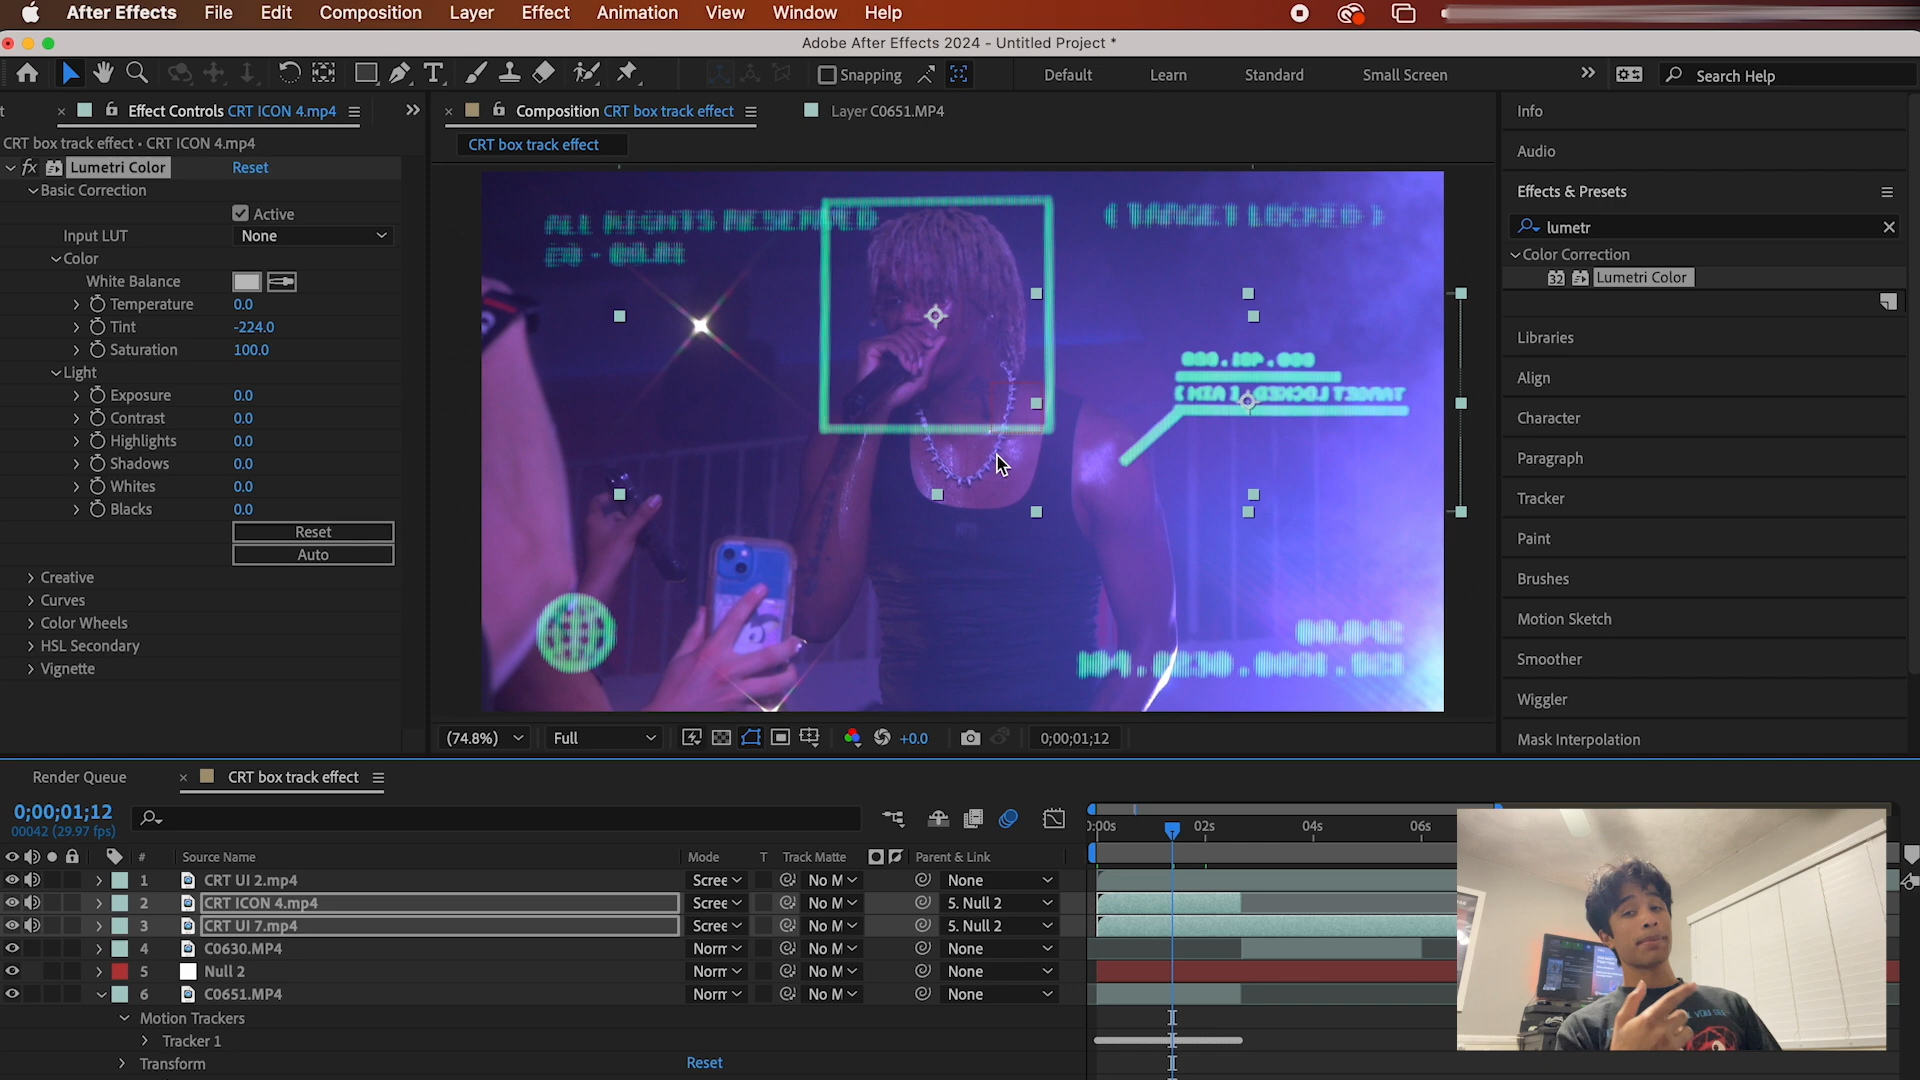 After Effects File Edit Composition Layer Effect Animation View Window Help
Adobe After Effects 2024 - Untitled Project *
Snapping Default Learn Standard Small Screen Search Help
Effect Controls CRT ICON 4.mp4
Composition CRT box track effect
Layer C0651.MP4
CRT box track effect • CRT ICON 4.mp4
CRT box track effect
fx Lumetri Color Reset
Basic Correction
Active
Input LUT None
Color
White Balance
Temperature 0.0
Tint -224.0
Saturation 100.0
Light
Exposure 0.0
Contrast 0.0
Highlights 0.0
Shadows 0.0
Whites 0.0
Blacks 0.0
Reset
Auto
Creative
Curves
Color Wheels
HSL Secondary
Vignette
ALL RIGHTS RESERVED
( TARGET LOCKED )
(74.8%) Full +0.0 0;00;01;12
Info
Audio
Effects & Presets
lumetr
Color Correction
32 Lumetri Color
Libraries
Align
Character
Paragraph
Tracker
Paint
Brushes
Motion Sketch
Smoother
Wiggler
Mask Interpolation
Render Queue CRT box track effect
0;00;01;12
00042 (29.97 fps)
0:00s 02s 04s 06s
# Source Name Mode T Track Matte Parent & Link
1 CRT UI 2.mp4 Scree No M None
2 CRT ICON 4.mp4 Scree No M 5. Null 2
3 CRT UI 7.mp4 Scree No M 5. Null 2
4 C0630.MP4 Norm No M None
5 Null 2 Norm No M None
6 C0651.MP4 Norm No M None
Motion Trackers
Tracker 1
Transform Reset